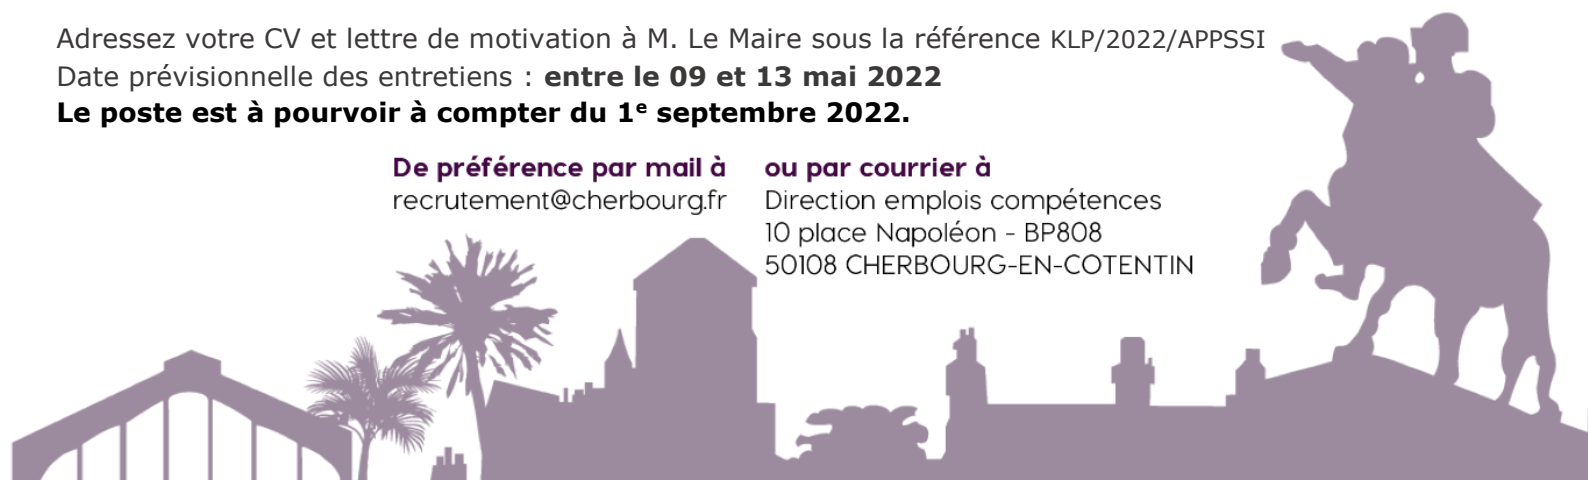 Adressez votre CV et lettre de motivation à M. Le Maire sous la référence KLP/2022/APPSSI
Date prévisionnelle des entretiens : entre le 09 et 13 mai 2022
Le poste est à pourvoir à compter du 1e septembre 2022.
De préférence par mail à
recrutement@cherbourg.fr
ou par courrier à
Direction emplois compétences
10 place Napoléon - BP808
50108 CHERBOURG-EN-COTENTIN